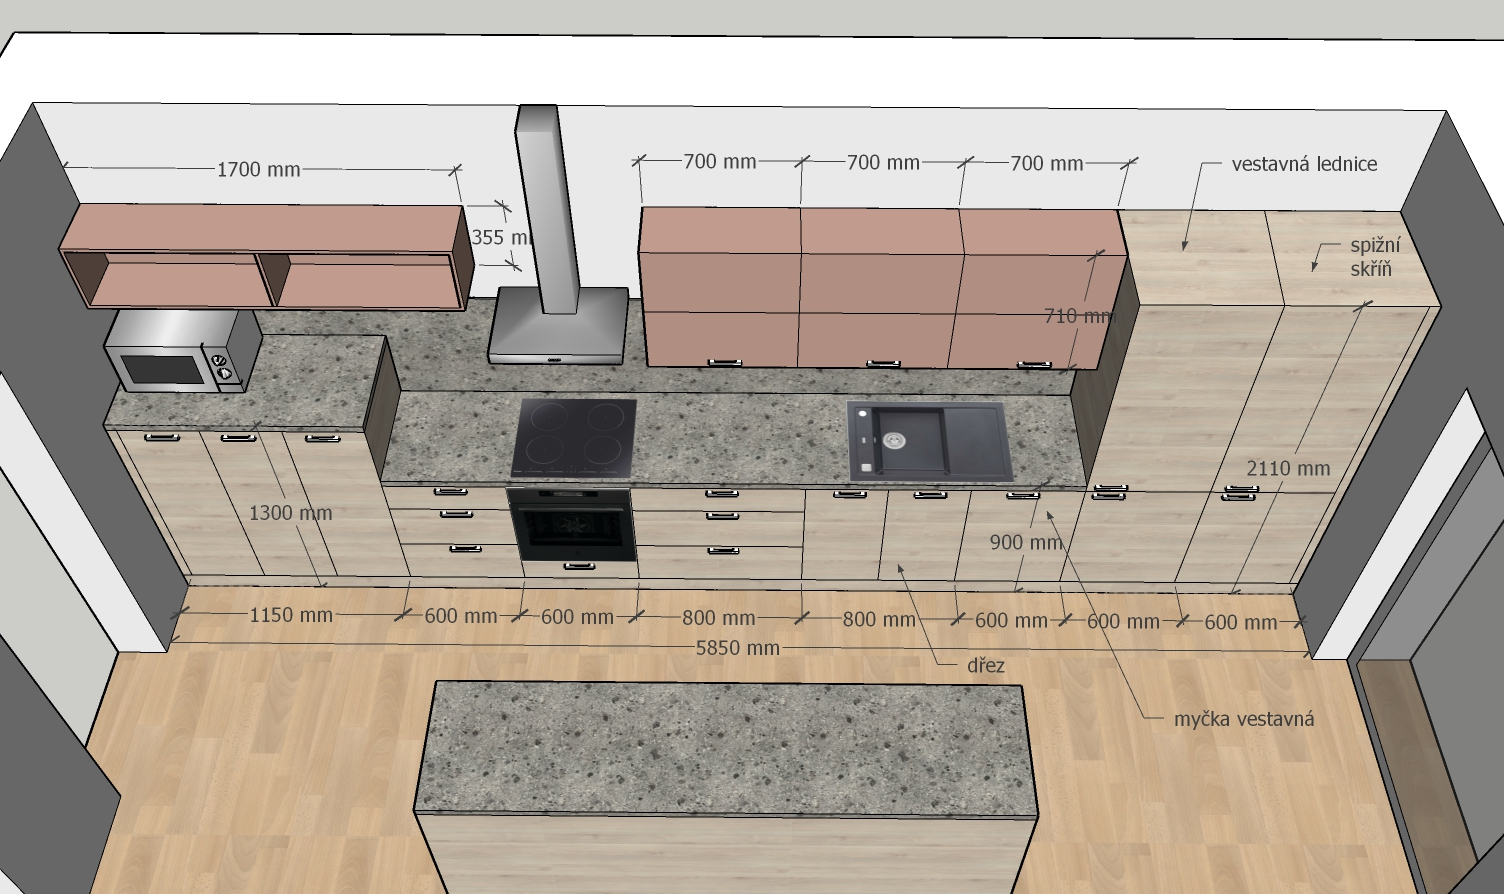 1700 mm
700 mm
700 mm
700 mm
vestavná lednice
355 m
spižní
skříň
710 mm
2110 mm
1300 mm
900 mm
1150 mm
600 mm
600 mm
800 mm
800 mm
600 mm
600 mm
600 mm
5850 mm
dřez
myčka vestavná